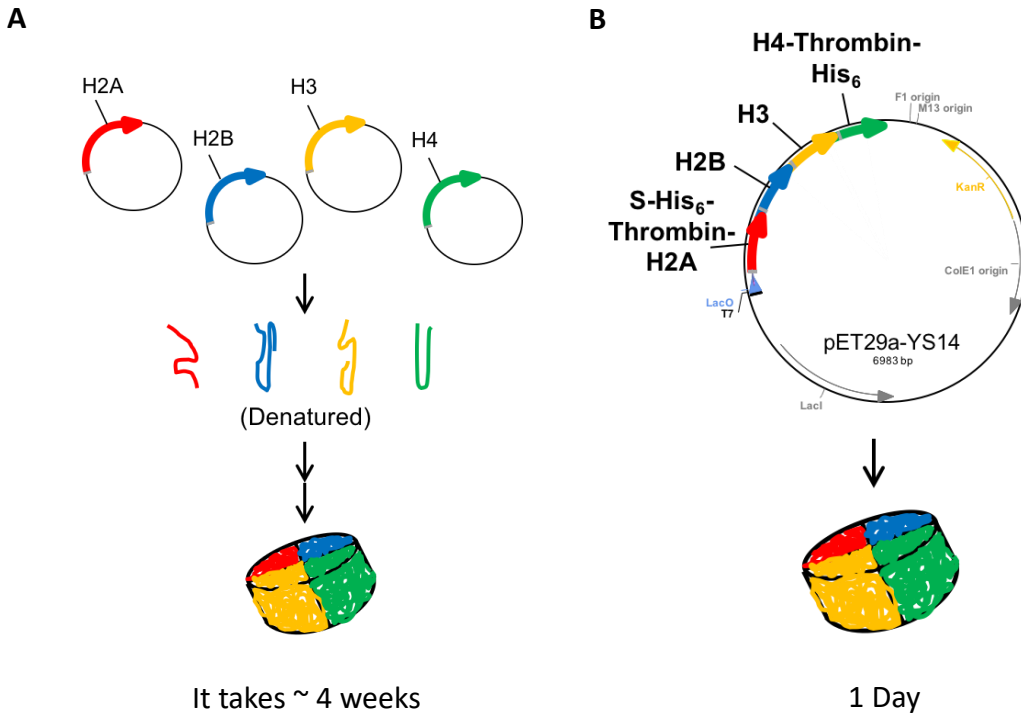 A
H2A
H2B
H3
H4
(Denatured)
It takes ~ 4 weeks
B
H4-Thrombin-
His6
H3
H2B
S-His6-
Thrombin-
H2A
F1 origin
M13 origin
KanR
ColE1 origin
LacO
T7
pET29a-YS14
6983 bp
LacI
1 Day